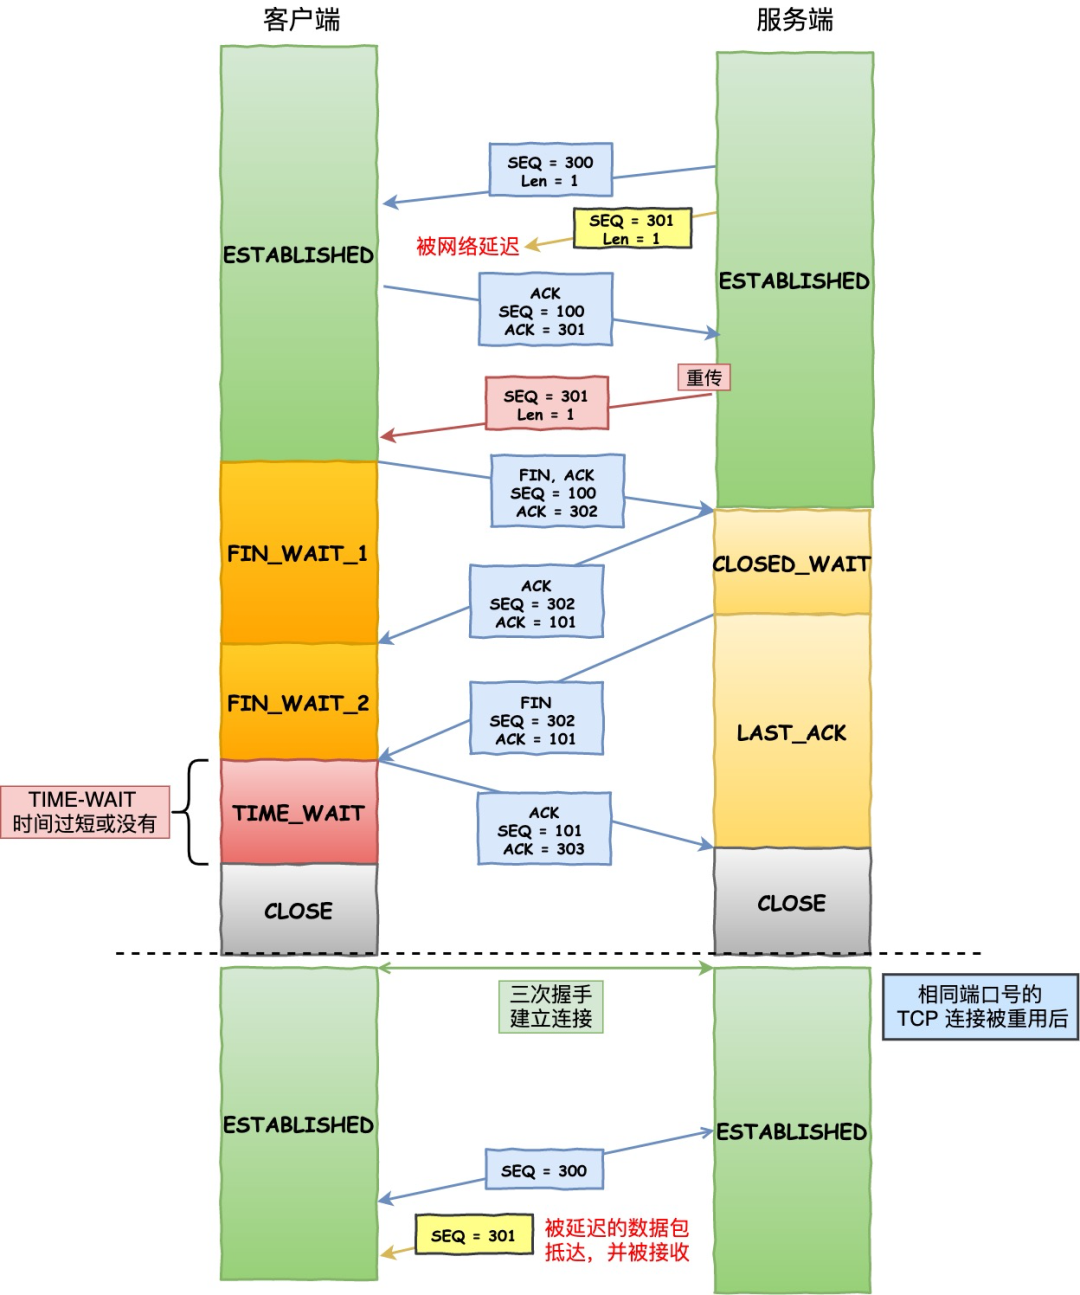 客户端
服务端
SEQ = 300
Len = 1
SEQ = 301
Len = 1
被网络延迟
ESTABLISHED
ESTABLISHED
ACK
SEQ = 100
ACK = 301
重传
SEQ = 301
Len = 1
FIN, ACK
SEQ = 100
ACK = 302
FIN_WAIT_1
CLOSED_WAIT
ACK
SEQ = 302
ACK = 101
FIN_WAIT_2
FIN
SEQ = 302
ACK = 101
LAST_ACK
TIME-WAIT
时间过短或没有
TIME_WAIT
ACK
SEQ = 101
ACK = 303
CLOSE
CLOSE
三次握手
建立连接
相同端口号的
TCP 连接被重用后
ESTABLISHED
ESTABLISHED
SEQ = 300
SEQ = 301
被延迟的数据包
抵达，并被接收